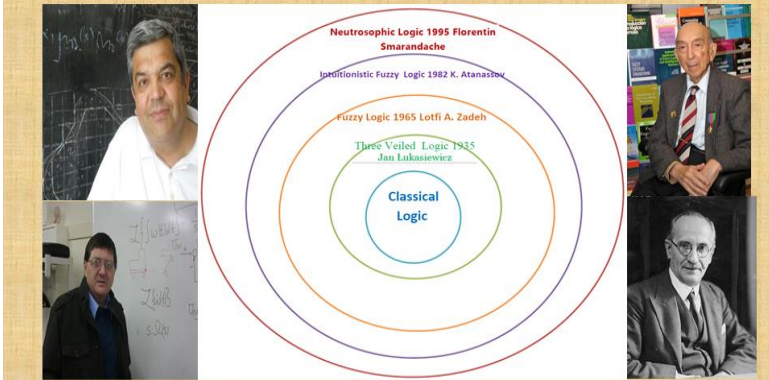 Neutrosophic Logic 1995 Florentin
Smarandache
Intuitionistic Fuzzy Logic 1982 K. Atanassov
Fuzzy Logic 1965 Lotfi A. Zadeh
Three Veiled Logic 1935
Jan Lukasiewicz
Classical
Logic